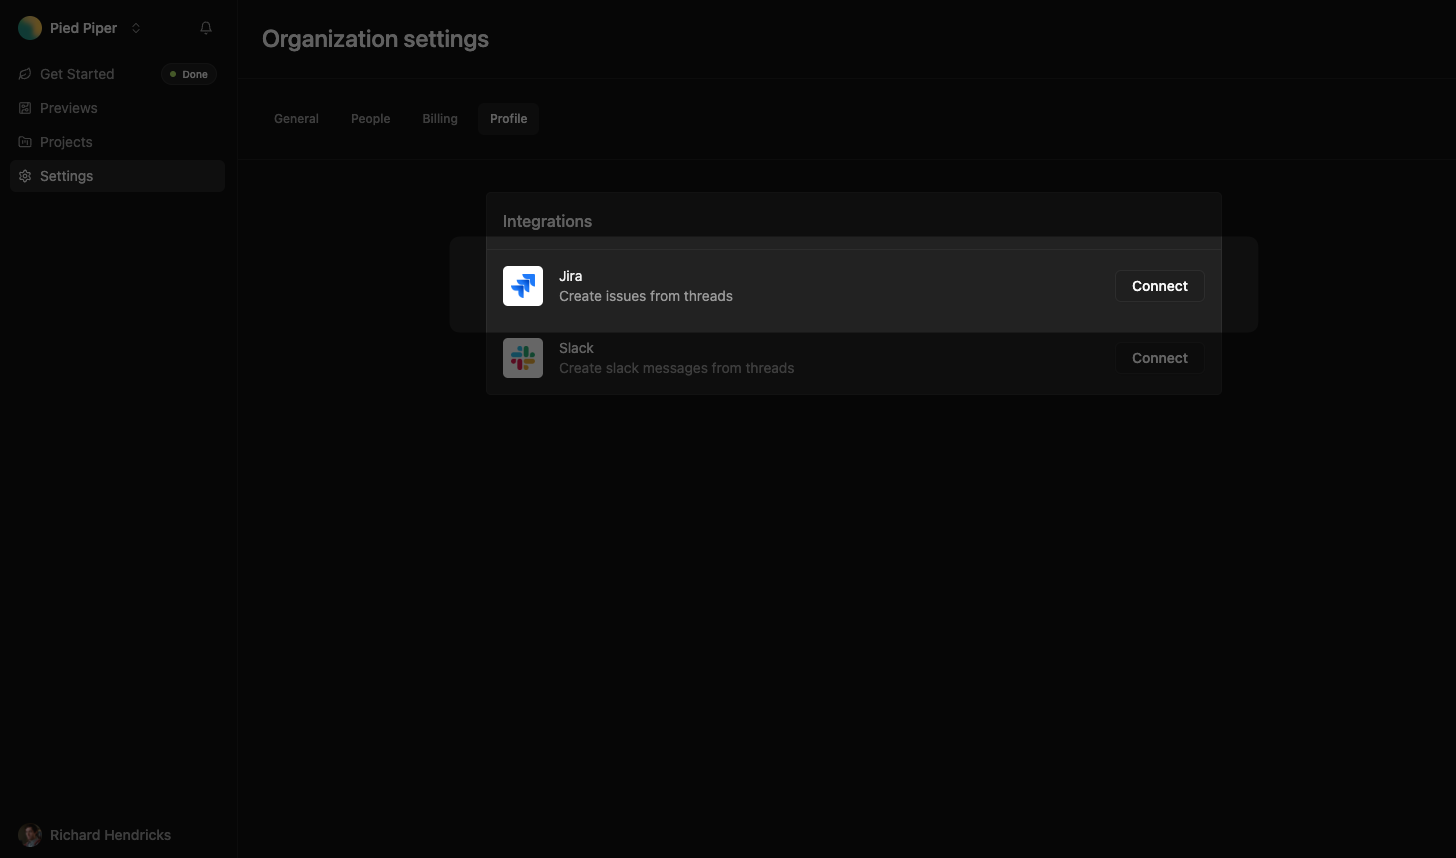 Pied Piper
Get Started
Done
Previews
Projects
Settings
Organization settings
General
People
Billing
Profile
Integrations
Jira
Create issues from threads
Connect
Slack
Create slack messages from threads
Connect
Richard Hendricks